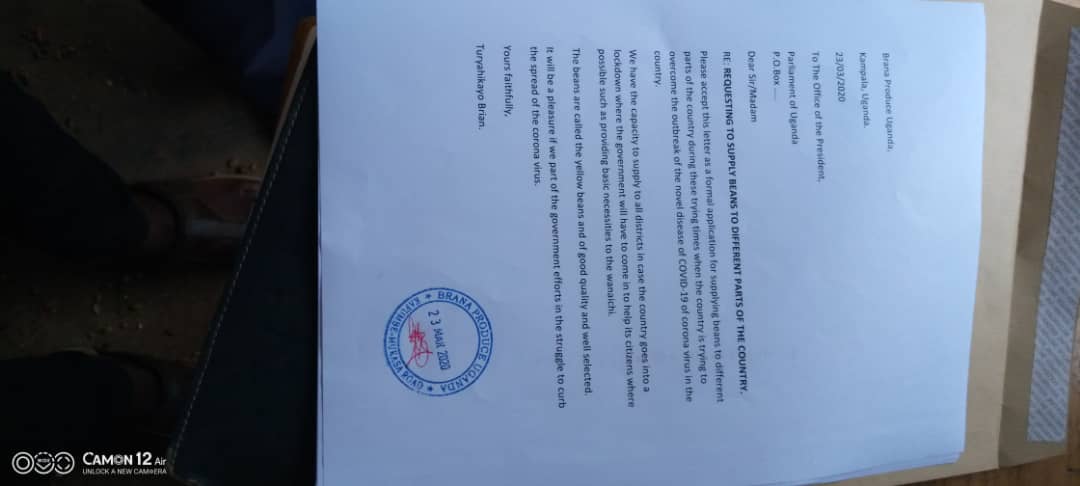 Brana Produce Uganda,
Kampala, Uganda.
23/03/2020
To The Office of the President,
Parliament of Uganda
P.O.Box .....
Dear Sir/Madam
RE: REQUESTING TO SUPPLY BEANS TO DIFFERENT PARTS OF THE COUNTRY.
Please accept this letter as a formal application for supplying beans to different
parts of the country during these trying times when the country is trying to
overcome the outbreak of the novel disease of COVID-19 of corona virus in the
country.
We have the capacity to supply to all districts in case the country goes into a
lockdown where the government will have to come in to help its citizens where
possible such as providing basic necessities to the wanaichi.
The beans are called the yellow beans and of good quality and well selected.
It will be a pleasure if we part of the government efforts in the struggle to curb
the spread of the corona virus.
Yours faithfully,
Turyahikayo Brian.
BRANA PRODUCE UGANDA
23 MAR 2020
ROAD
CAMON 12 Air
UNLOCK A NEW CAMERA